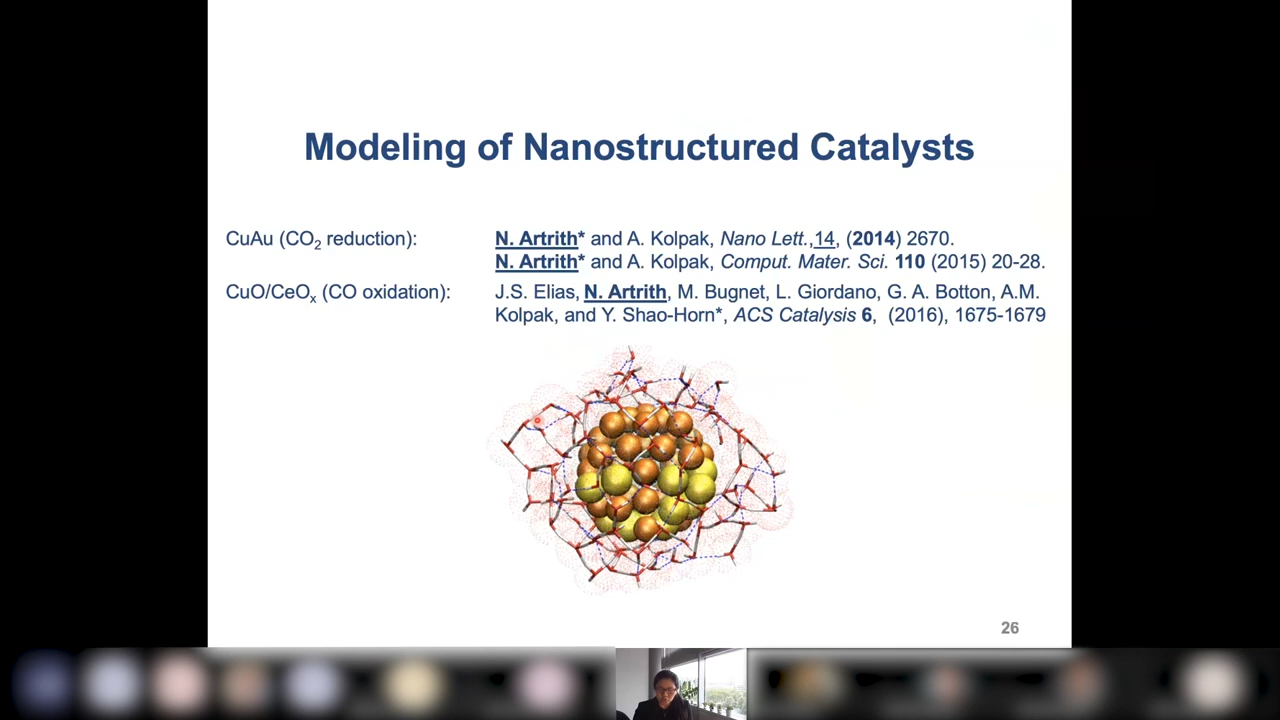 Modeling of Nanostructured Catalysts
CuAu (CO₂ reduction): N. Artrith* and A. Kolpak, Nano Lett.,14, (2014) 2670.
N. Artrith* and A. Kolpak, Comput. Mater. Sci. 110 (2015) 20-28.
CuO/CeOₓ (CO oxidation): J.S. Elias, N. Artrith, M. Bugnet, L. Giordano, G. A. Botton, A.M.
Kolpak, and Y. Shao-Horn*, ACS Catalysis 6, (2016), 1675-1679
26